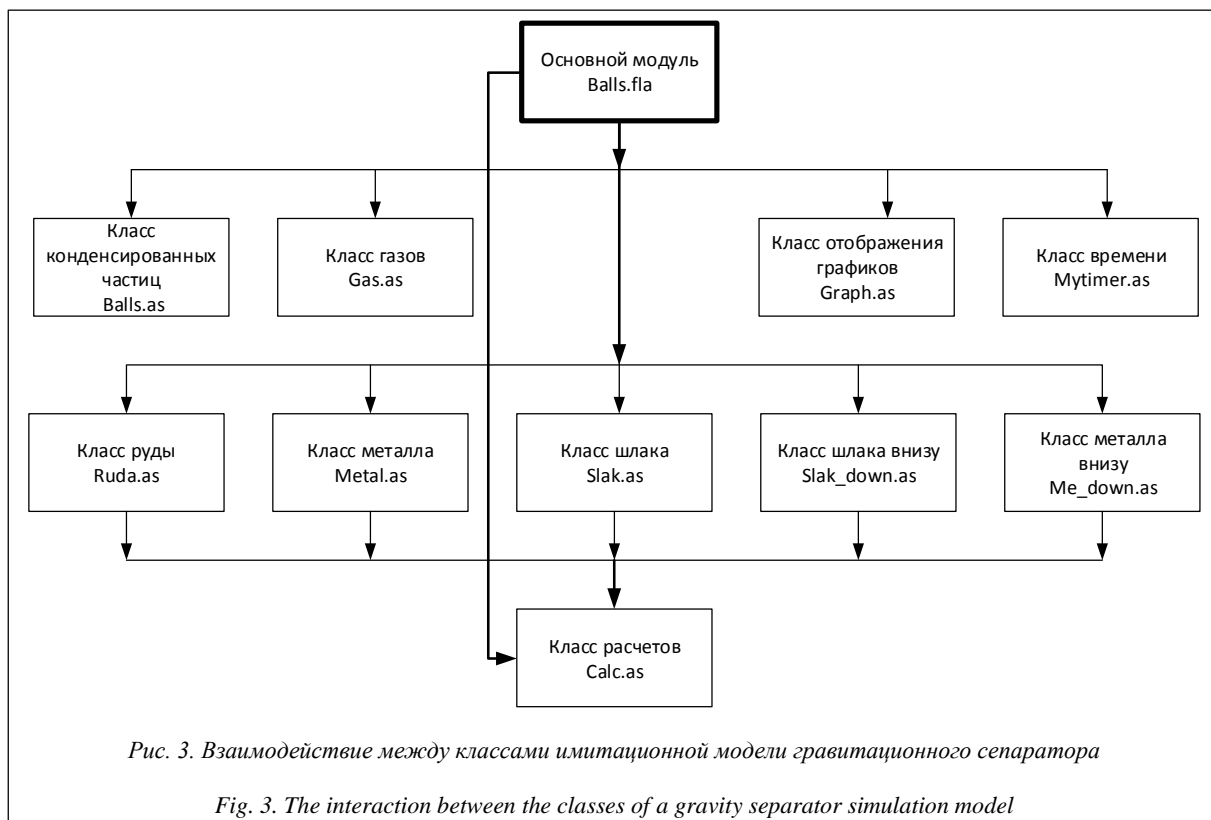 Основной модуль
Balls.fla
Класс
конденсированных
частиц
Balls.as
Класс газов
Gas.as
Класс отображения
графиков
Graph.as
Класс времени
Mytimer.as
Класс руды
Ruda.as
Класс металла
Metal.as
Класс шлака
Slak.as
Класс шлака внизу
Slak_down.as
Класс металла
внизу
Me_down.as
Класс расчетов
Calc.as
Рис. 3. Взаимодействие между классами имитационной модели гравитационного сепаратора
Fig. 3. The interaction between the classes of a gravity separator simulation model